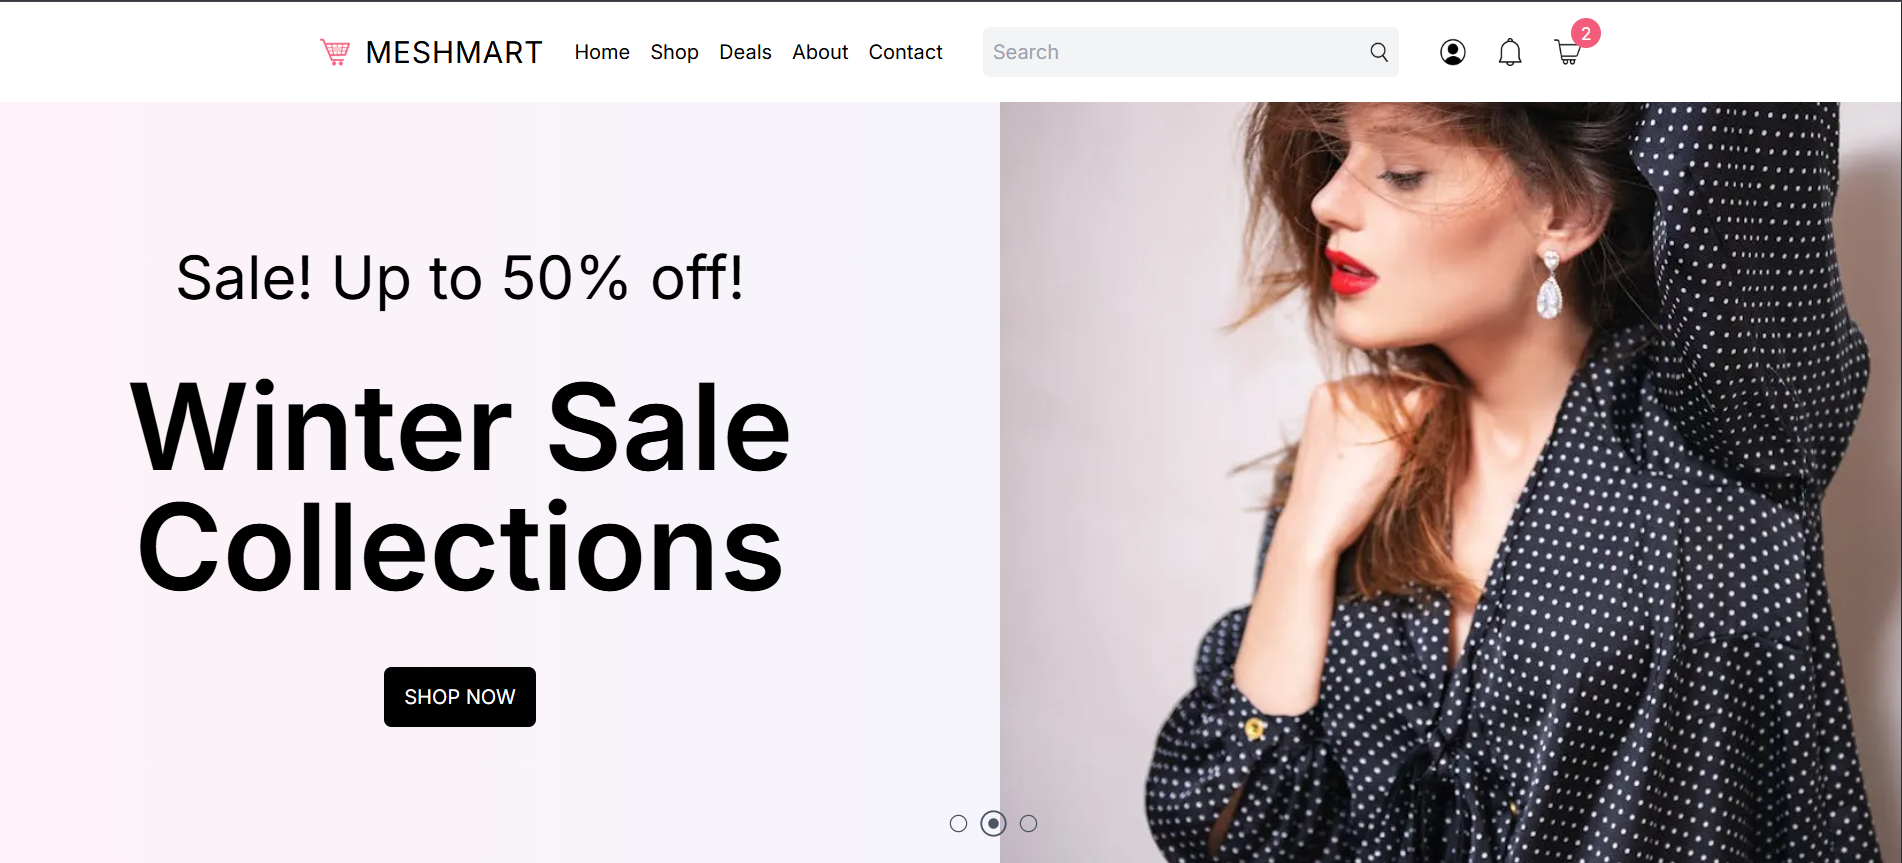 MESHMART
Home Shop Deals About Contact
Search
2
Sale! Up to 50% off!
Winter Sale
Collections
SHOP NOW